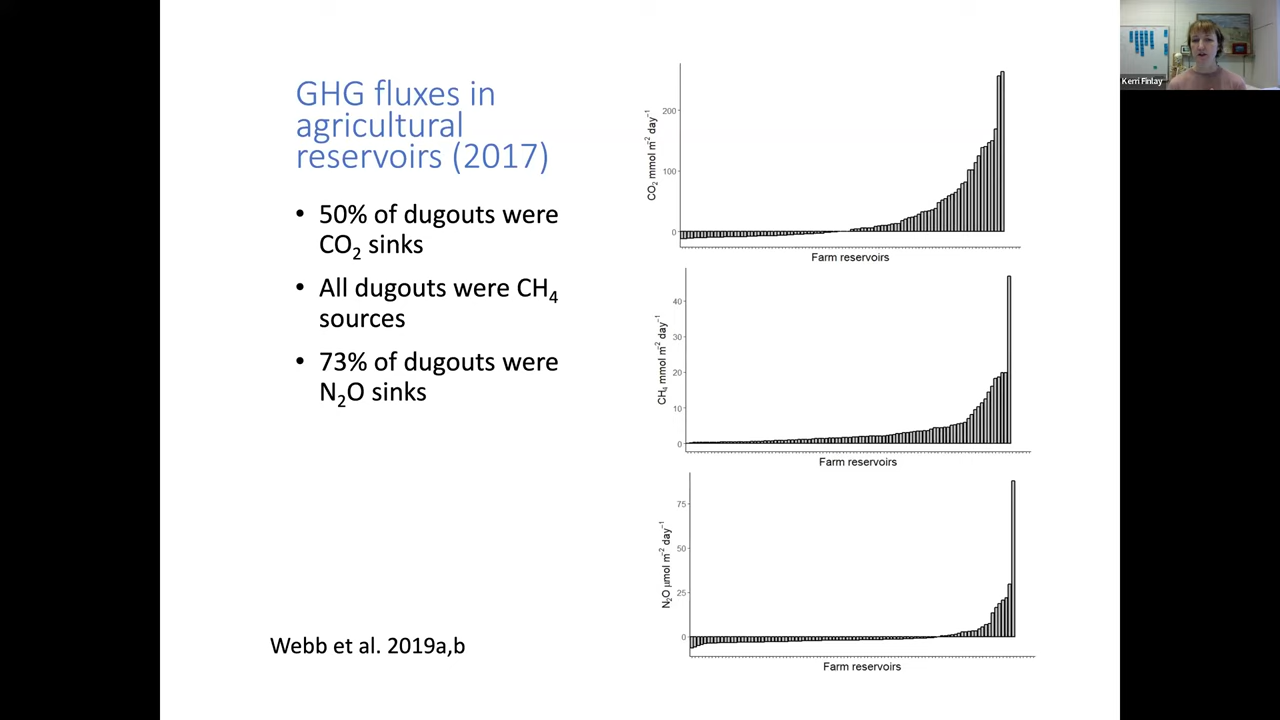 GHG fluxes in
agricultural
reservoirs (2017)
• 50% of dugouts were
CO₂ sinks
• All dugouts were CH₄
sources
• 73% of dugouts were
N₂O sinks
Webb et al. 2019a,b
CO₂ mmol m⁻² day⁻¹
200
100
0
Farm reservoirs
CH₄ mmol m⁻² day⁻¹
40
30
20
10
0
Farm reservoirs
N₂O μmol m⁻² day⁻¹
75
50
25
0
Farm reservoirs
Kerri Finlay